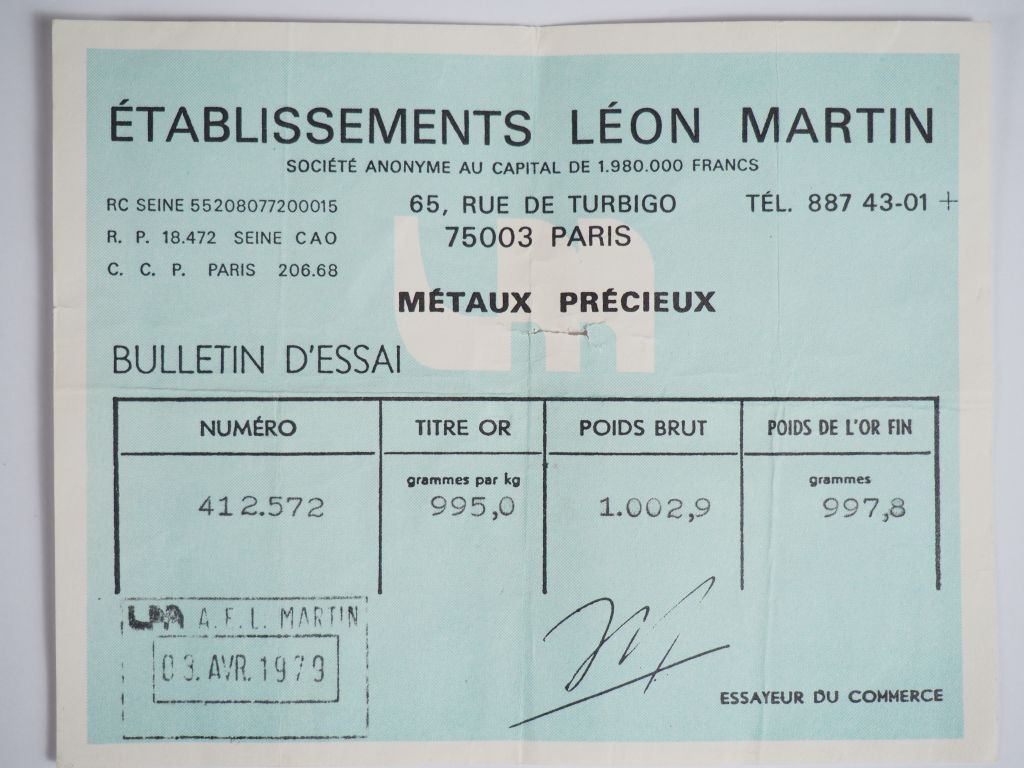 ÉTABLISSEMENTS LÉON MARTIN
SOCIÉTÉ ANONYME AU CAPITAL DE 1.980.000 FRANCS
RC SEINE 55208077200015
R. P. 18.472 SEINE CAO
C. C. P. PARIS 206.68
65, RUE DE TURBIGO
75003 PARIS
TÉL. 887 43-01 +
MÉTAUX PRÉCIEUX
BULLETIN D'ESSAI
NUMÉRO TITRE OR POIDS BRUT POIDS DE L'OR FIN
grammes par kg grammes
412.572 995,0 1.002,9 997,8
LM A.E.L. MARTIN
03. AVR. 1979
ESSAYEUR DU COMMERCE